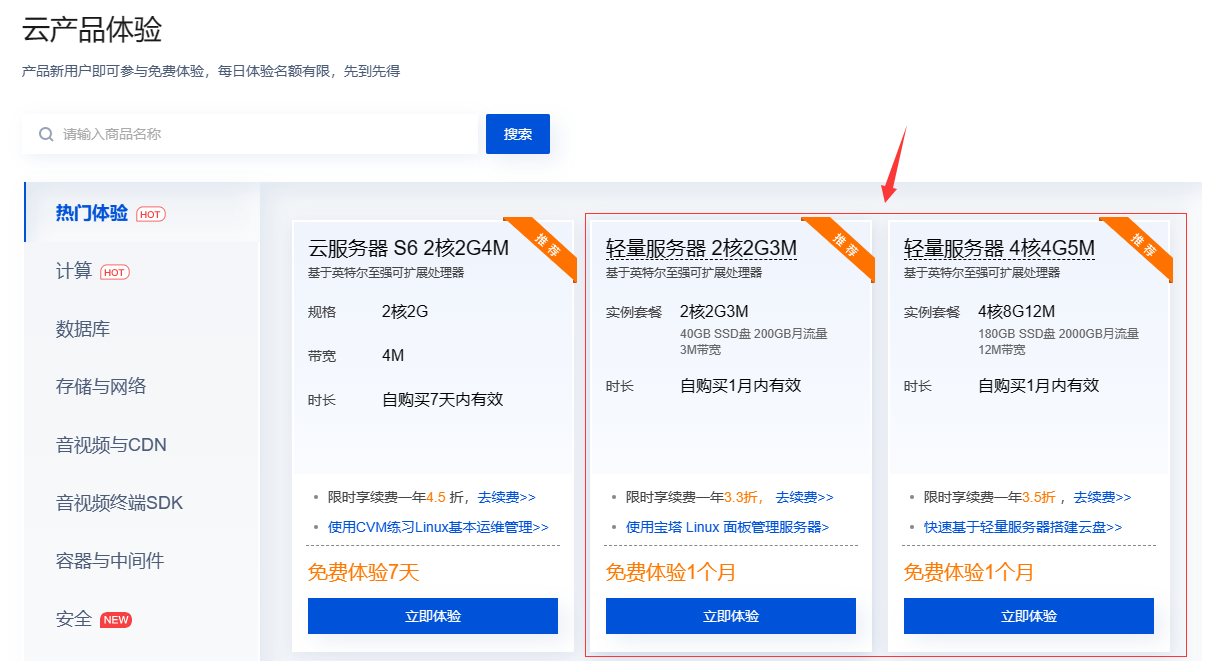 云产品体验
产品新用户即可参与免费体验，每日体验名额有限，先到先得
请输入商品名称
搜索
热门体验 HOT
计算 HOT
数据库
存储与网络
音视频与CDN
音视频终端SDK
容器与中间件
安全 NEW
推荐
云服务器 S6 2核2G4M
基于英特尔至强可扩展处理器
规格 2核2G
带宽 4M
时长 自购买7天内有效
• 限时享续费一年4.5 折，去续费>>
• 使用CVM练习Linux基本运维管理>>
免费体验7天
立即体验
推荐
轻量服务器 2核2G3M
基于英特尔至强可扩展处理器
实例套餐 2核2G3M
40GB SSD盘 200GB月流量
3M带宽
时长 自购买1月内有效
• 限时享续费一年3.3折， 去续费>>
• 使用宝塔 Linux 面板管理服务器>
免费体验1个月
立即体验
推荐
轻量服务器 4核4G5M
基于英特尔至强可扩展处理器
实例套餐 4核8G12M
180GB SSD盘 2000GB月流量
12M带宽
时长 自购买1月内有效
• 限时享续费一年3.5折 ，去续费>>
• 快速基于轻量服务器搭建云盘>>
免费体验1个月
立即体验